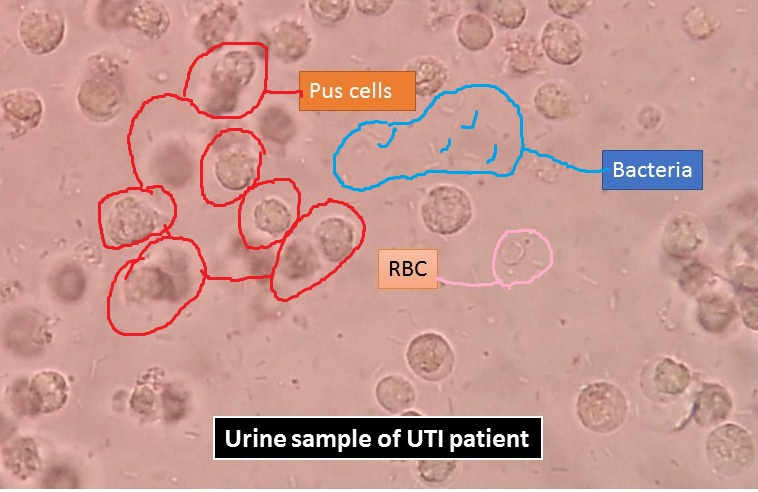 Pus cells
Bacteria
RBC
Urine sample of UTI patient